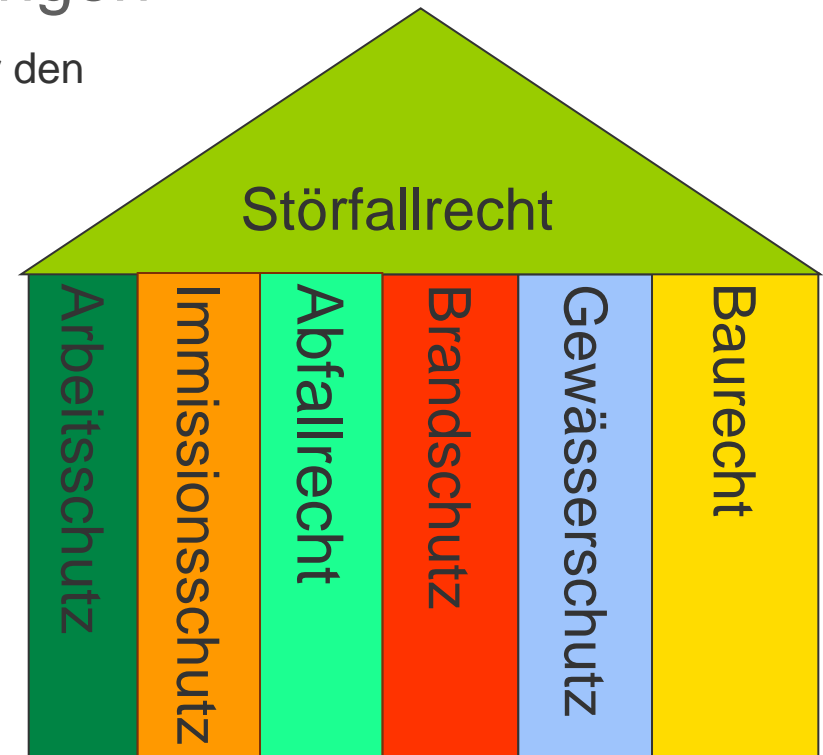 den
Störfallrecht
Arbeitsschutz
Immissionsschutz
Abfallrecht
Brandschutz
Gewässerschutz
Baurecht